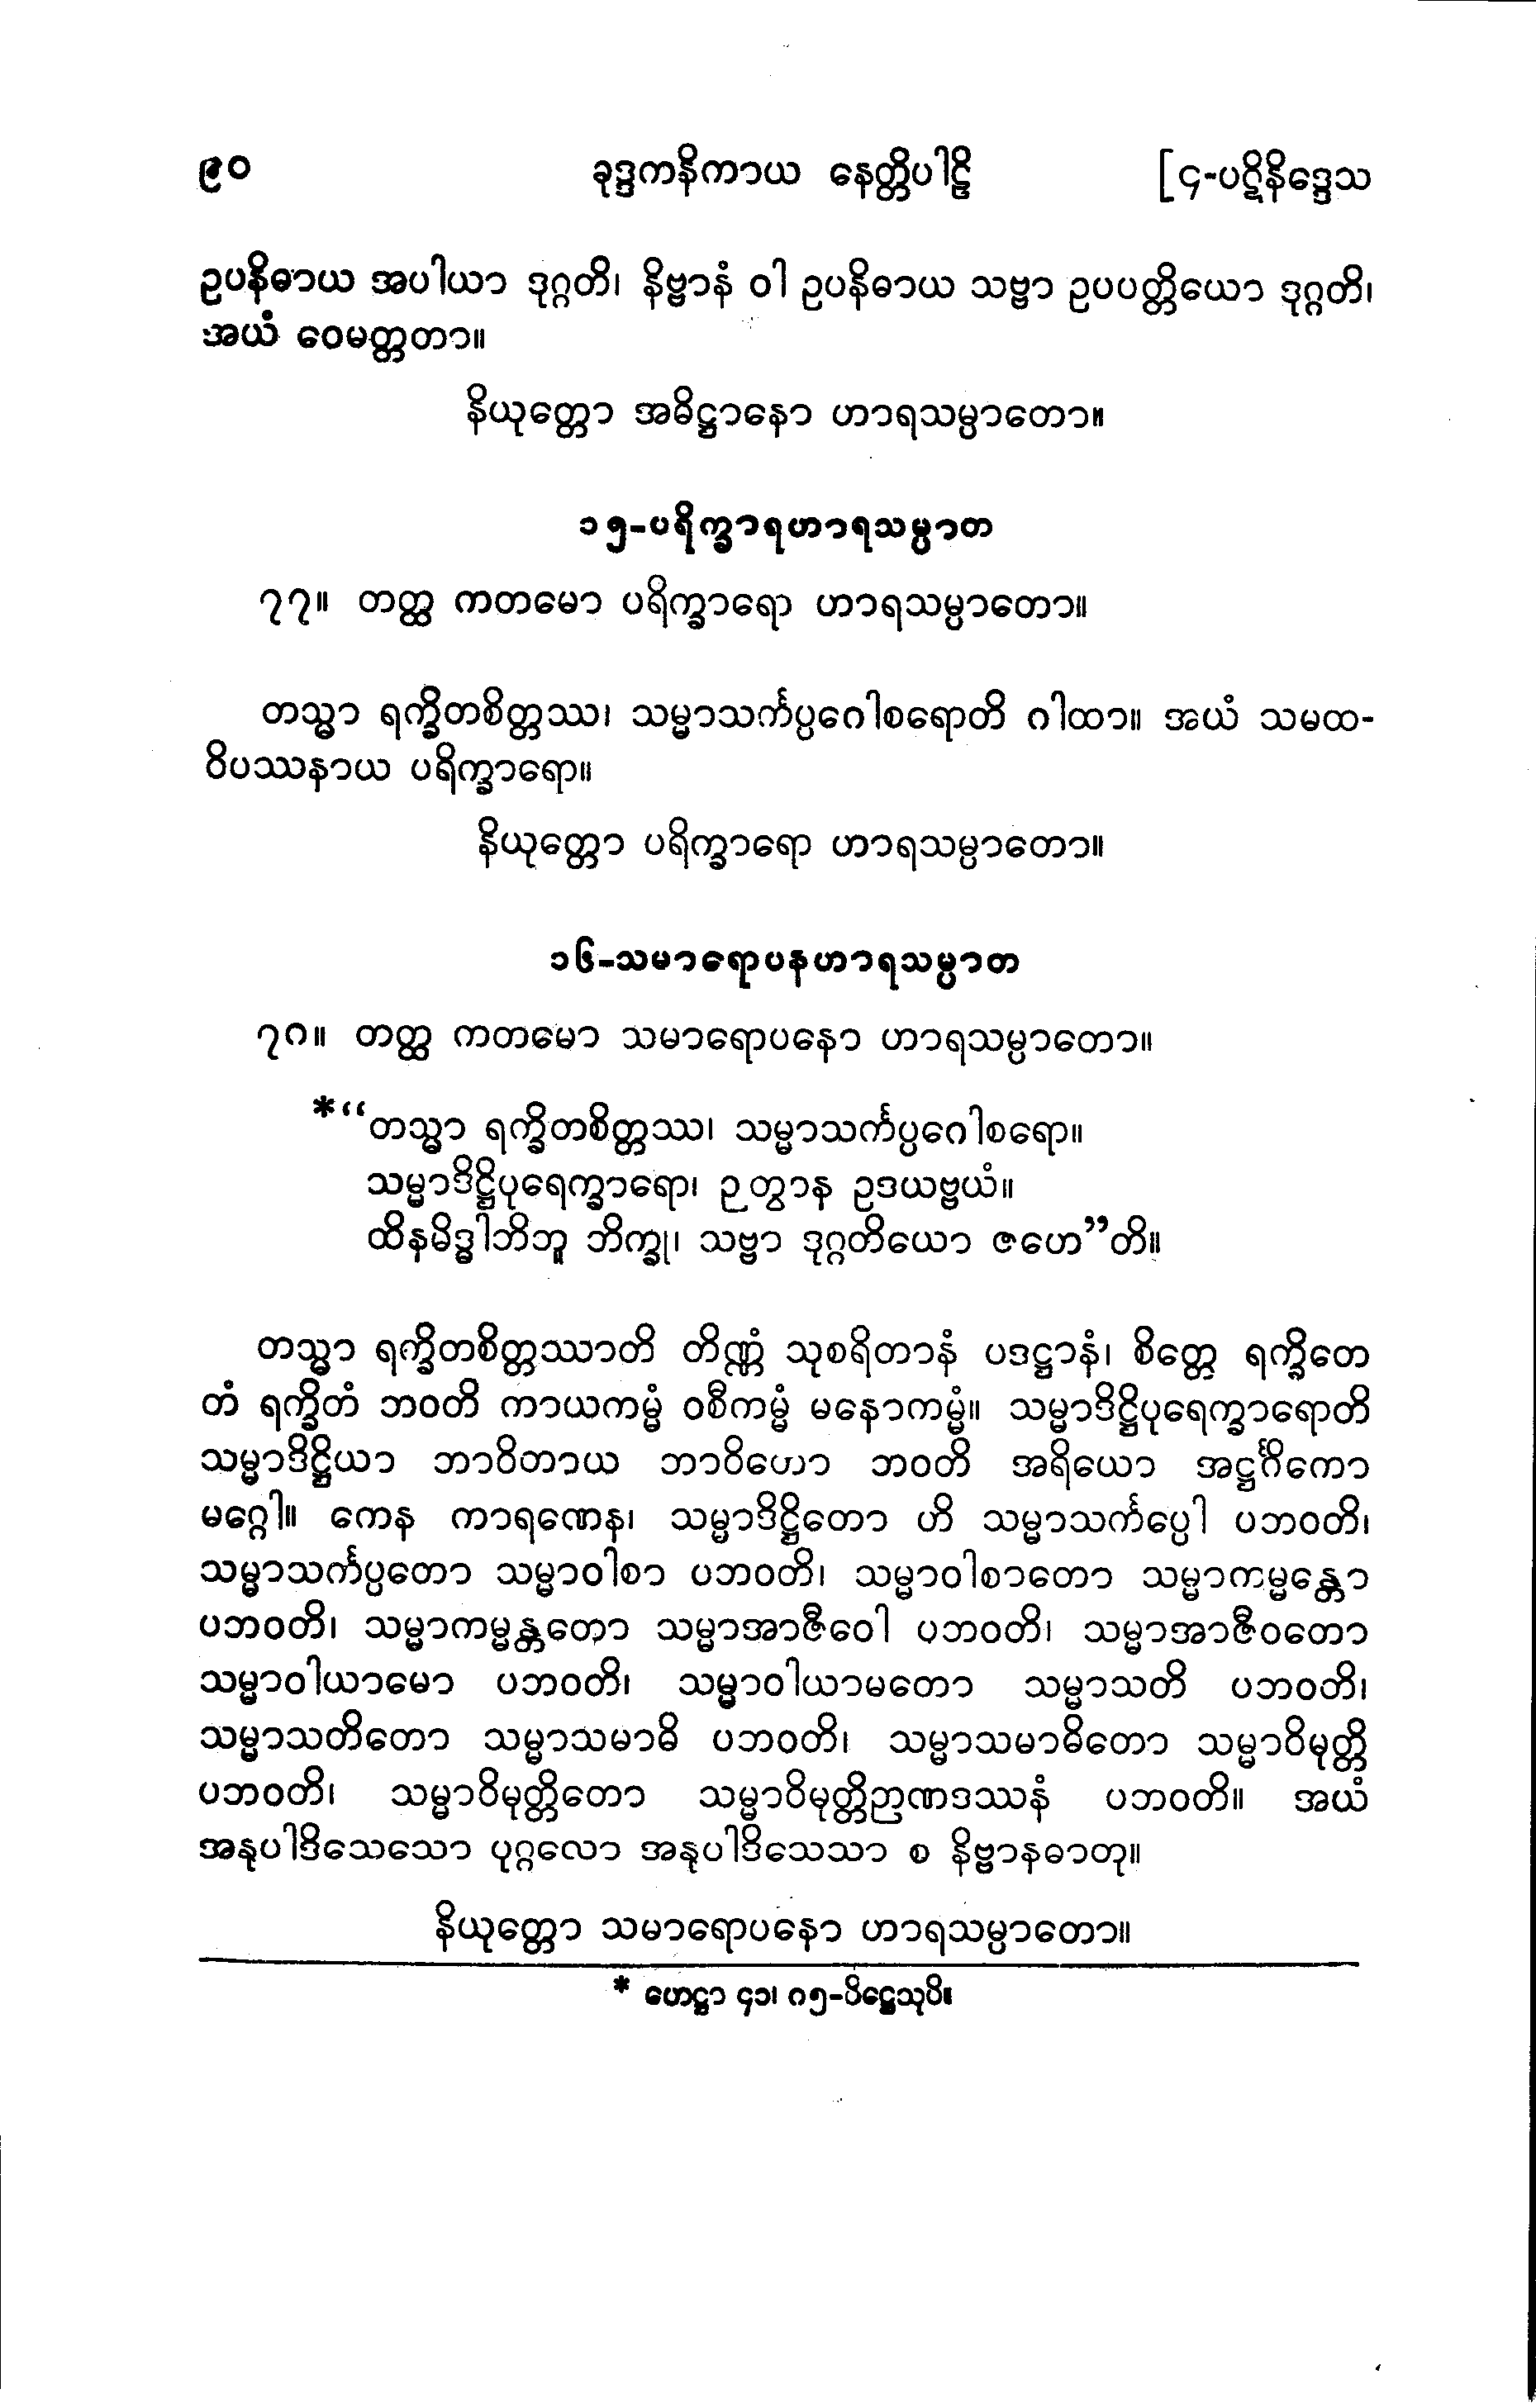 ၉၀ ခုဒ္ဒကနိကာယ နေတ္တိပါဠိ [၄-ပဋိနိဒ္ဒေသ
ဥပနိဓာယ အပါယာ ဒုဂ္ဂတိ၊ နိဗ္ဗာနံ ဝါ ဥပနိဓာယ သဗ္ဗာ ဥပပတ္တိယော ဒုဂ္ဂတိ၊
အယံ ဝေမတ္တတာ။
နိယုတ္တော အဓိဋ္ဌာနော ဟာရသမ္ပာတော။
၁၅-ပရိက္ခာရဟာရသမ္ပာတ
၇၇။ တတ္ထ ကတမော ပရိက္ခာရော ဟာရသမ္ပာတော။
တသ္မာ ရက္ခိတစိတ္တဿ၊ သမ္မာသင်္ကပ္ပဂေါစရောတိ ဂါထာ။ အယံ သမထ-
ဝိပဿနာယ ပရိက္ခာရော။
နိယုတ္တော ပရိက္ခာရော ဟာရသမ္ပာတော။
၁၆-သမာရောပနဟာရသမ္ပာတ
၇၈။ တတ္ထ ကတမော သမာရောပနော ဟာရသမ္ပာတော။
*“တသ္မာ ရက္ခိတစိတ္တဿ၊ သမ္မာသင်္ကပ္ပဂေါစရော။
သမ္မာဒိဋ္ဌိပုရေက္ခာရော၊ ဉတွာန ဥဒယဗ္ဗယံ။
ထိနမိဒ္ဓါဘိဘူ ဘိက္ခု၊ သဗ္ဗာ ဒုဂ္ဂတိယော ဇဟေ”တိ။
တသ္မာ ရက္ခိတစိတ္တဿာတိ တိဏ္ဏံ သုစရိတာနံ ပဒဋ္ဌာနံ၊ စိတ္တေ ရက္ခိတေ
တံ ရက္ခိတံ ဘဝတိ ကာယကမ္မံ ဝစီကမ္မံ မနောကမ္မံ။ သမ္မာဒိဋ္ဌိပုရေက္ခာရောတိ
သမ္မာဒိဋ္ဌိယာ ဘာဝိတာယ ဘာဝိတော ဘဝတိ အရိယော အဋ္ဌင်္ဂိကော
မဂ္ဂေါ။ ကေန ကာရဏေန၊ သမ္မာဒိဋ္ဌိတော ဟိ သမ္မာသင်္ကပ္ပေါ ပဘဝတိ၊
သမ္မာသင်္ကပ္ပတော သမ္မာဝါစာ ပဘဝတိ၊ သမ္မာဝါစာတော သမ္မာကမ္မန္တော
ပဘဝတိ၊ သမ္မာကမ္မန္တတော သမ္မာအာဇီဝေါ ပဘဝတိ၊ သမ္မာအာဇီဝတော
သမ္မာဝါယာမော ပဘဝတိ၊ သမ္မာဝါယာမတော သမ္မာသတိ ပဘဝတိ၊
သမ္မာသတိတော သမ္မာသမာဓိ ပဘဝတိ၊ သမ္မာသမာဓိတော သမ္မာဝိမုတ္တိ
ပဘဝတိ၊ သမ္မာဝိမုတ္တိတော သမ္မာဝိမုတ္တိဉာဏဒဿနံ ပဘဝတိ။ အယံ
အနုပါဒိသေသော ပုဂ္ဂလော အနုပါဒိသေသာ စ နိဗ္ဗာနဓာတု။
နိယုတ္တော သမာရောပနော ဟာရသမ္ပာတော။
* ဟေဋ္ဌာ ၄၁၊ ၈၅-ပိဋ္ဌေသုပိ။